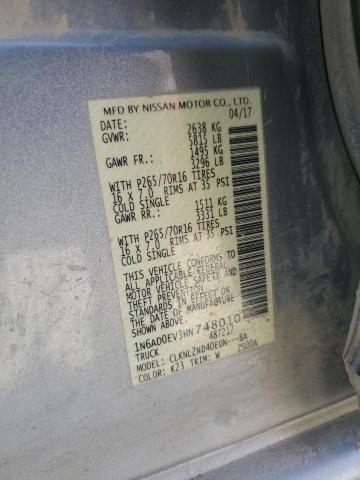 MFD BY NISSAN MOTOR CO., LTD.
DATE: 04/17
GVWR: 2638 KG
5815 LB
GAWR FR.: 1495 KG
3296 LB
WITH P265/70R16 TIRES
16 X 7.0 RIMS AT 35 PSI
COLD SINGLE
GAWR RR.: 1511 KG
3331 LB
WITH P265/70R16 TIRES
16 X 7.0 RIMS AT 35 PSI
COLD SINGLE
THIS VEHICLE CONFORMS TO
ALL APPLICABLE FEDERAL
MOTOR VEHICLE SAFETY AND
THEFT PREVENTION
STANDARDS IN EFFECT ON THE
DATE OF MANUFACTURE
SHOWN ABOVE.
1N6AD0EV3HN748010
TRUCK 487217
MODEL: CLKNLZND40EUN---BA
COLOR: K23 TRIM: W Z500A